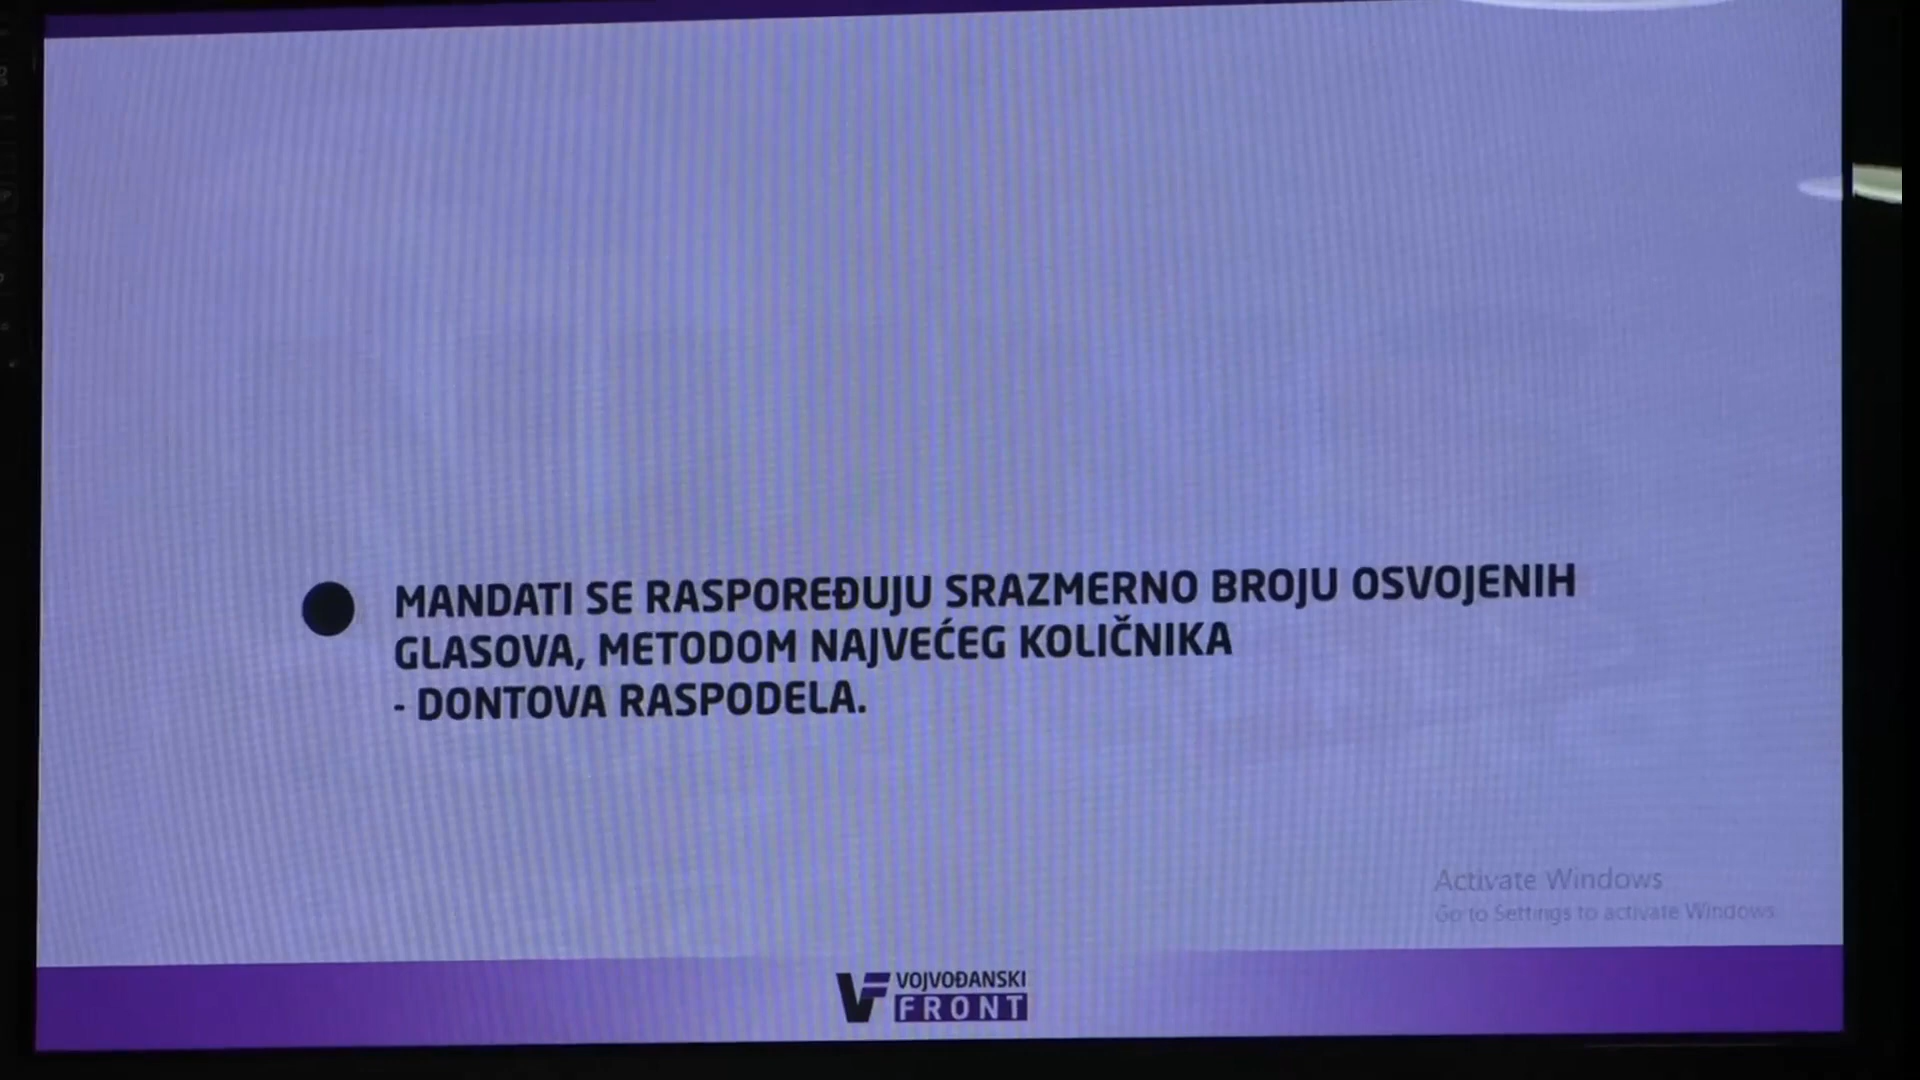 MANDATI SE RASPOREĐUJU SRAZMERNO BROJU OSVOJENIH
GLASOVA, METODOM NAJVEĆEG KOLIČNIKA
- DONTOVA RASPODELA.
Activate Windows
Go to Settings to activate Windows.
VOJVOĐANSKI
FRONT